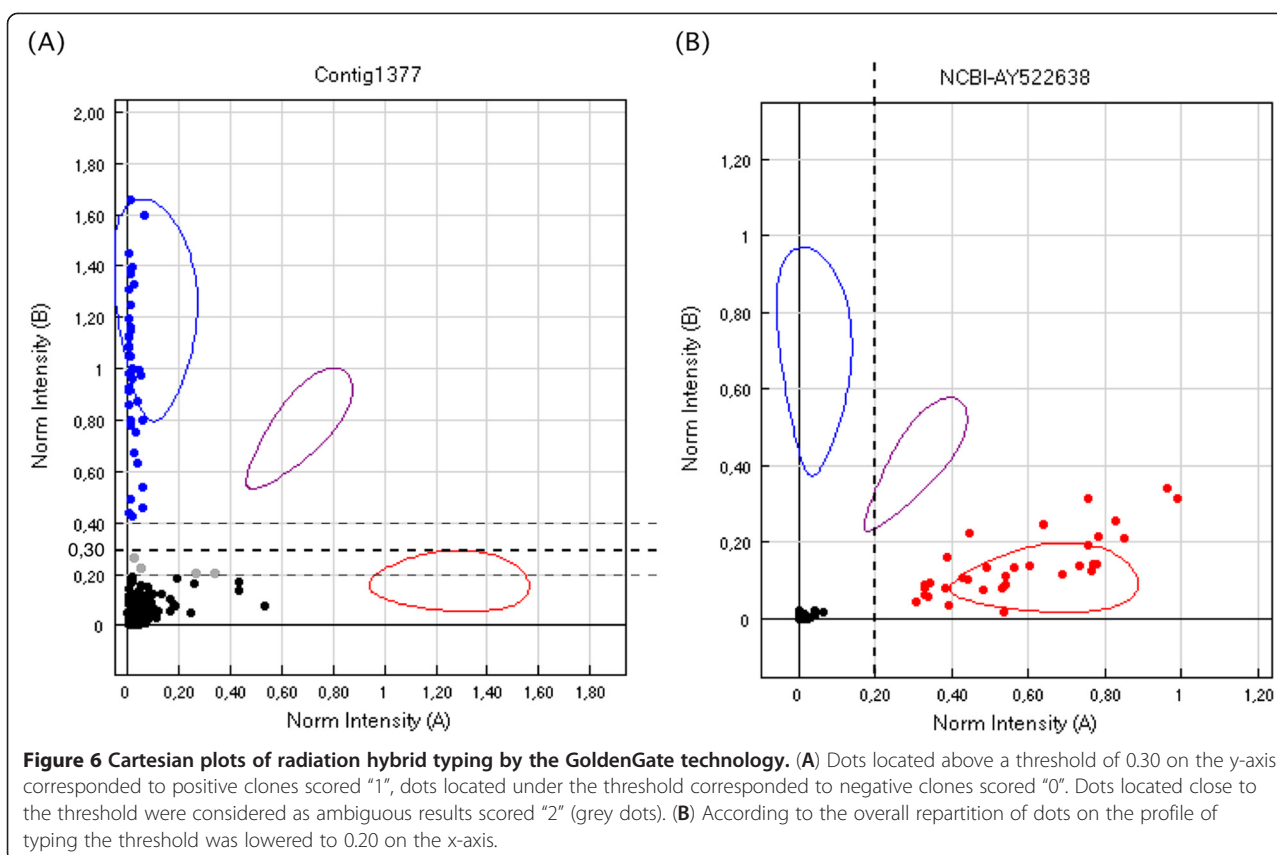 (A)
Contig1377
Norm Intensity (B)
2,00
1,80
1,60
1,40
1,20
1
0,80
0,60
0,40
0,30
0,20
0
0 0,20 0,40 0,60 0,80 1 1,20 1,40 1,60 1,80
Norm Intensity (A)
(B)
NCBI-AY522638
Norm Intensity (B)
1,20
1
0,80
0,60
0,40
0,20
0
0 0,20 0,40 0,60 0,80 1 1,20
Norm Intensity (A)
Figure 6 Cartesian plots of radiation hybrid typing by the GoldenGate technology. (A) Dots located above a threshold of 0.30 on the y-axis
corresponded to positive clones scored “1”, dots located under the threshold corresponded to negative clones scored “0”. Dots located close to
the threshold were considered as ambiguous results scored “2” (grey dots). (B) According to the overall repartition of dots on the profile of
typing the threshold was lowered to 0.20 on the x-axis.